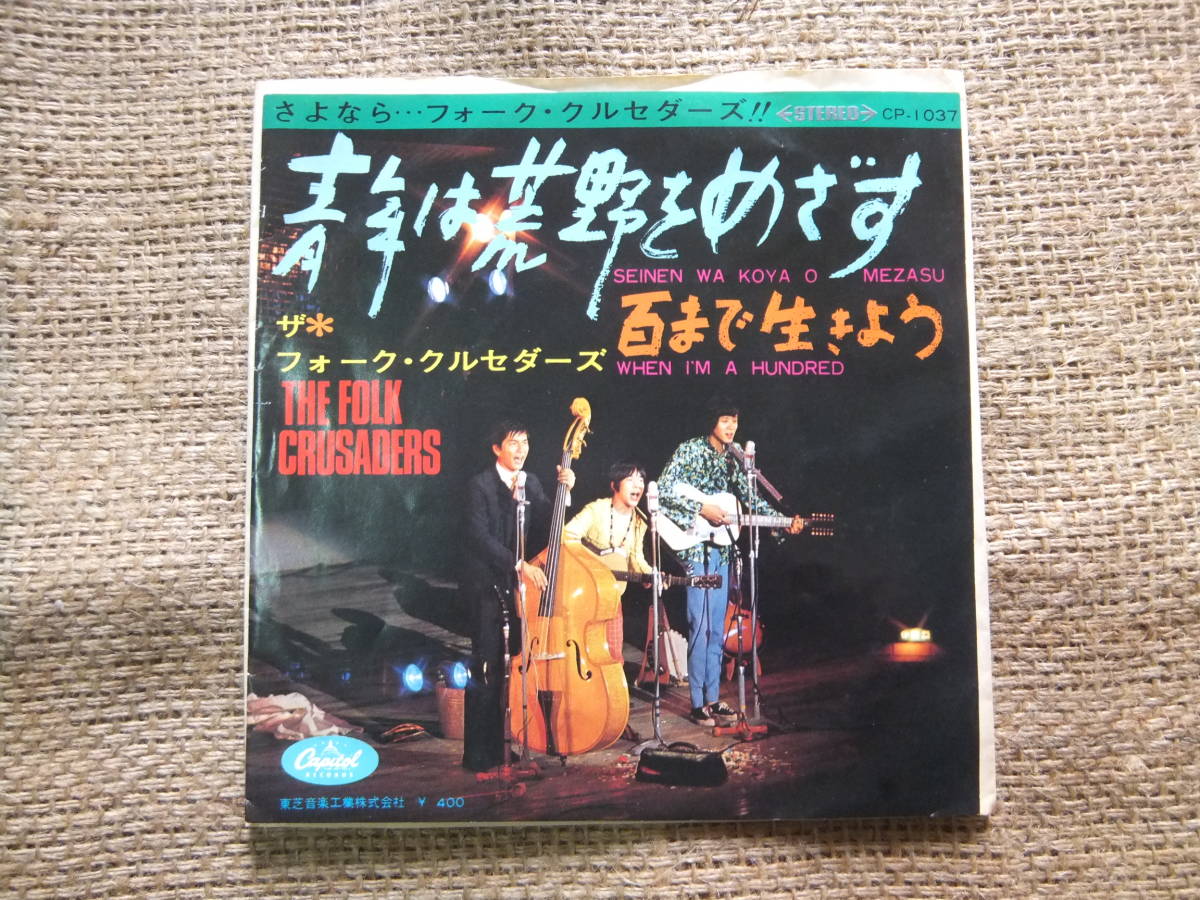 さよなら…フォーク・クルセダーズ!! STEREO CP-1037
青年は荒野をめざす
SEINEN WA KOYA O MEZASU
百まで生きよう
WHEN I'M A HUNDRED
ザ*
フォーク・クルセダーズ
THE FOLK
CRUSADERS
Capitol
RECORDS
東芝音楽工業株式会社 ¥ 400